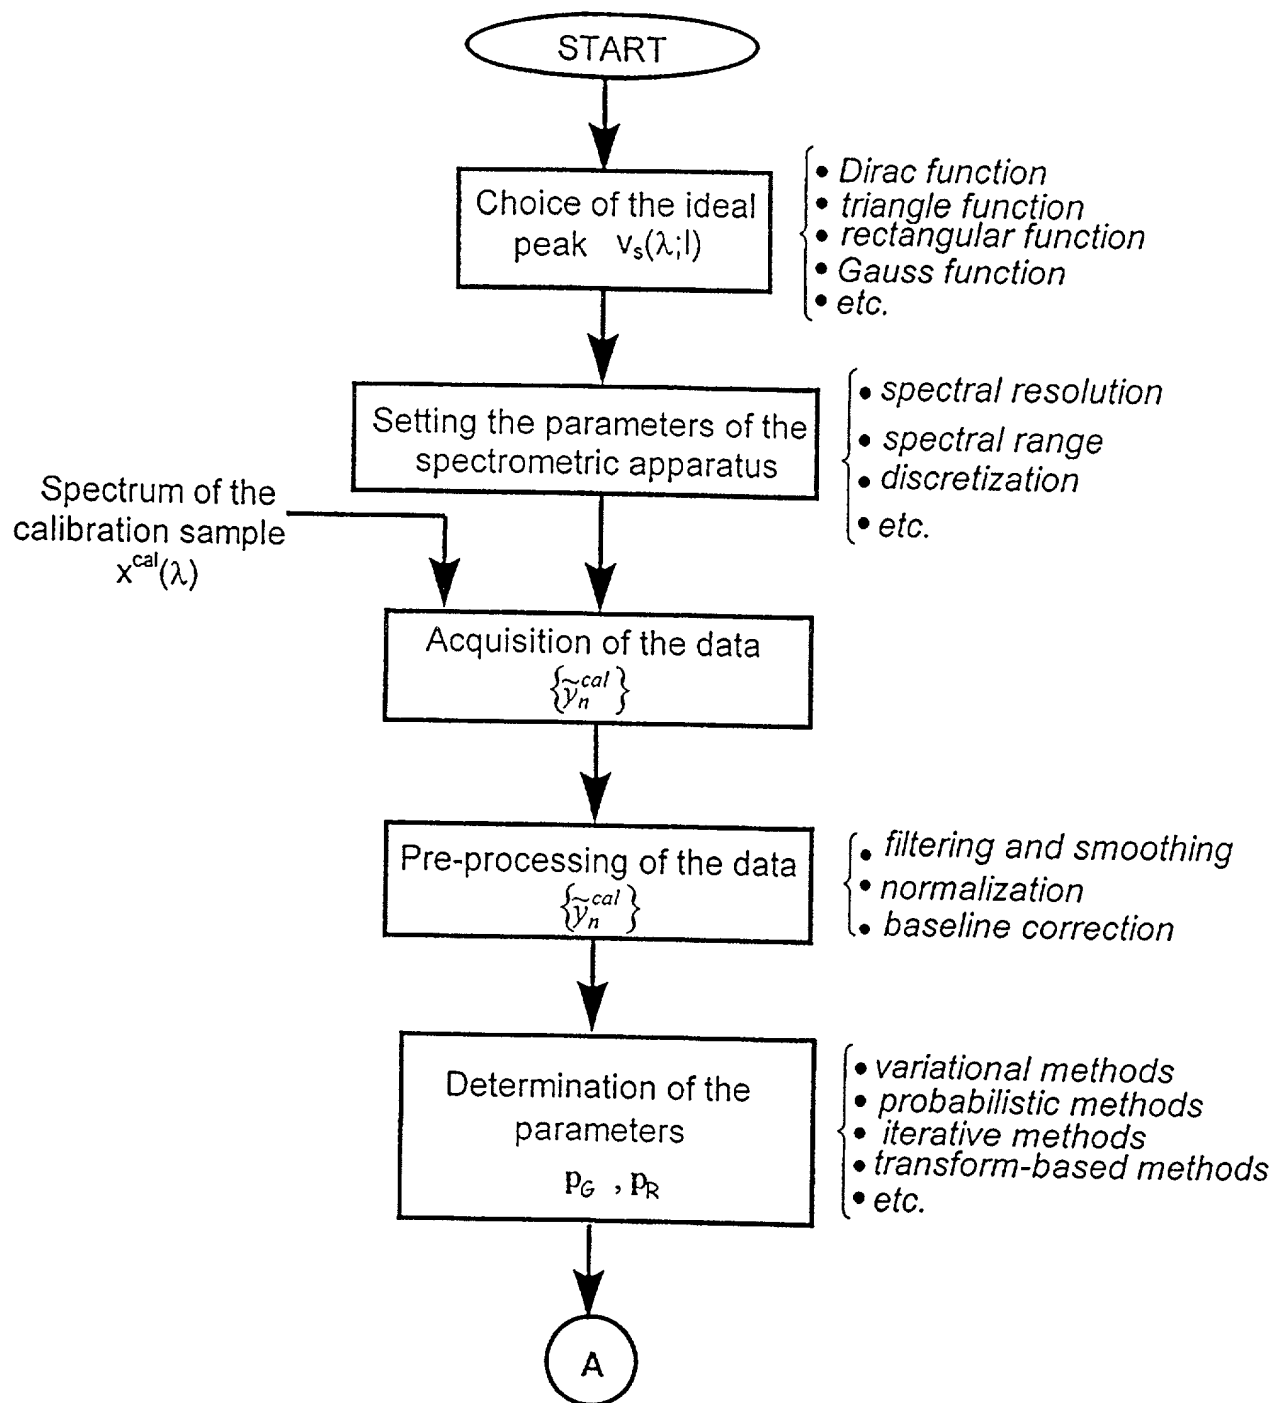 START
Choice of the ideal
peak v_s(λ;l)
• Dirac function
• triangle function
• rectangular function
• Gauss function
• etc.
Setting the parameters of the
spectrometric apparatus
• spectral resolution
• spectral range
• discretization
• etc.
Spectrum of the
calibration sample
x^cal(λ)
Acquisition of the data
{ỹ_n^cal}
Pre-processing of the data
{ỹ_n^cal}
• filtering and smoothing
• normalization
• baseline correction
Determination of the
parameters
p_G , p_R
• variational methods
• probabilistic methods
• iterative methods
• transform-based methods
• etc.
A